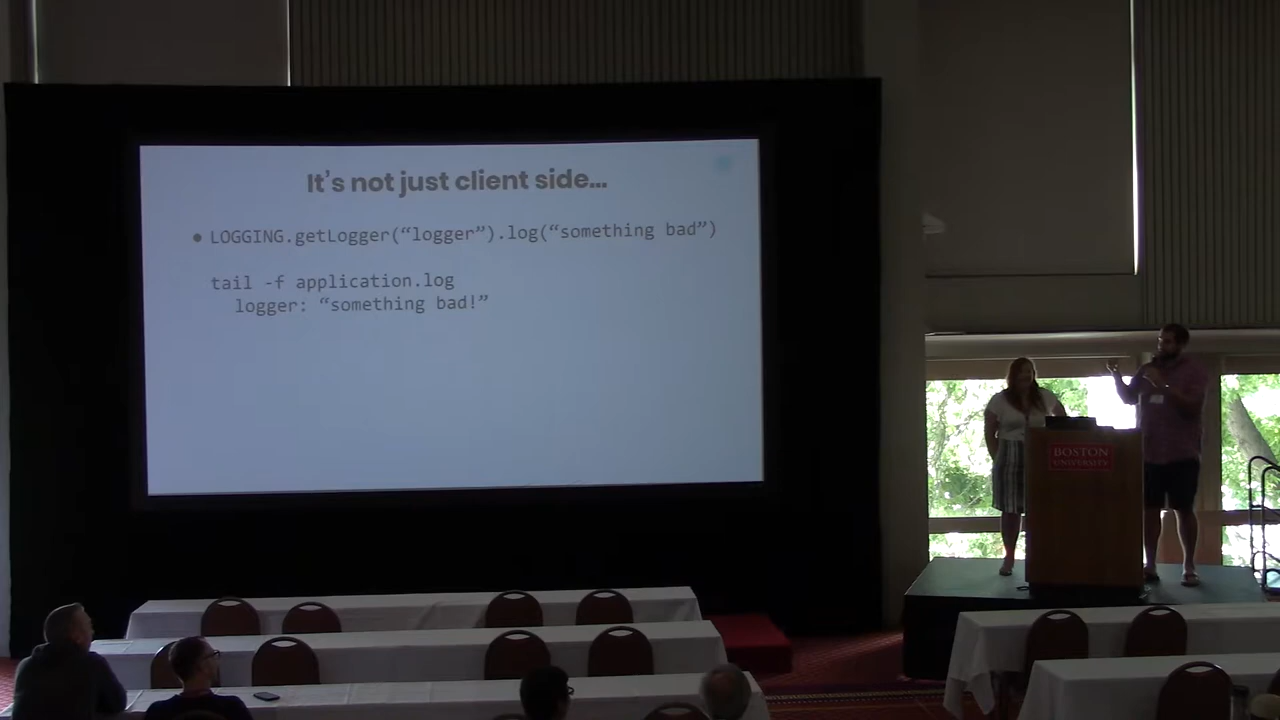 It's not just client side...
● LOGGING.getLogger(“logger”).log(“something bad”)
tail -f application.log
logger: “something bad!”
BOSTON
UNIVERSITY